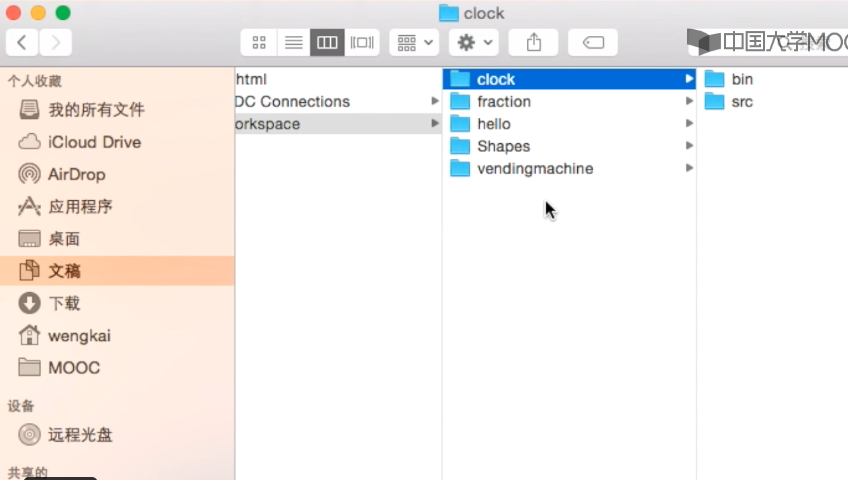 clock
中国大学MOOC
个人收藏
我的所有文件
iCloud Drive
AirDrop
应用程序
桌面
文稿
下载
wengkai
MOOC
设备
远程光盘
共享的
html
DC Connections
orkspace
clock
fraction
hello
Shapes
vendingmachine
bin
src